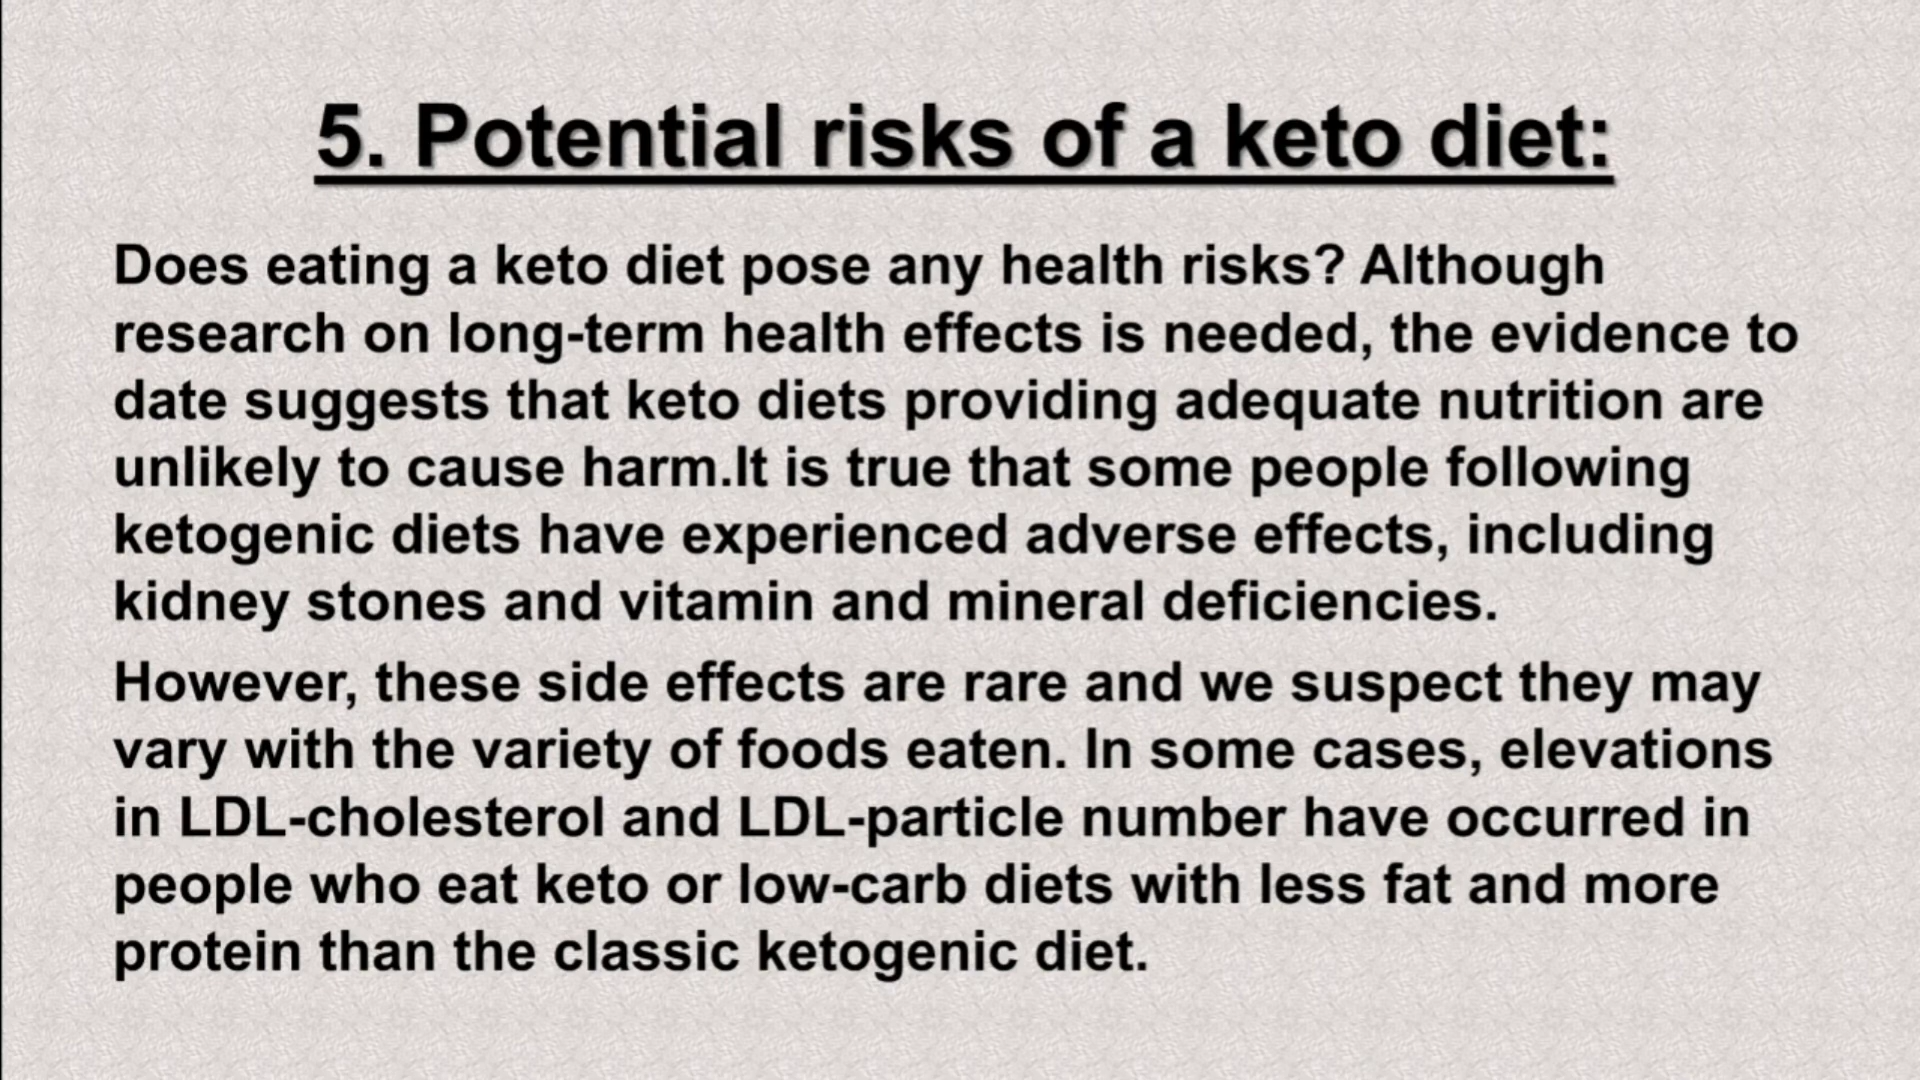 5. Potential risks of a keto diet:
Does eating a keto diet pose any health risks? Although
research on long-term health effects is needed, the evidence to
date suggests that keto diets providing adequate nutrition are
unlikely to cause harm.It is true that some people following
ketogenic diets have experienced adverse effects, including
kidney stones and vitamin and mineral deficiencies.
However, these side effects are rare and we suspect they may
vary with the variety of foods eaten. In some cases, elevations
in LDL-cholesterol and LDL-particle number have occurred in
people who eat keto or low-carb diets with less fat and more
protein than the classic ketogenic diet.